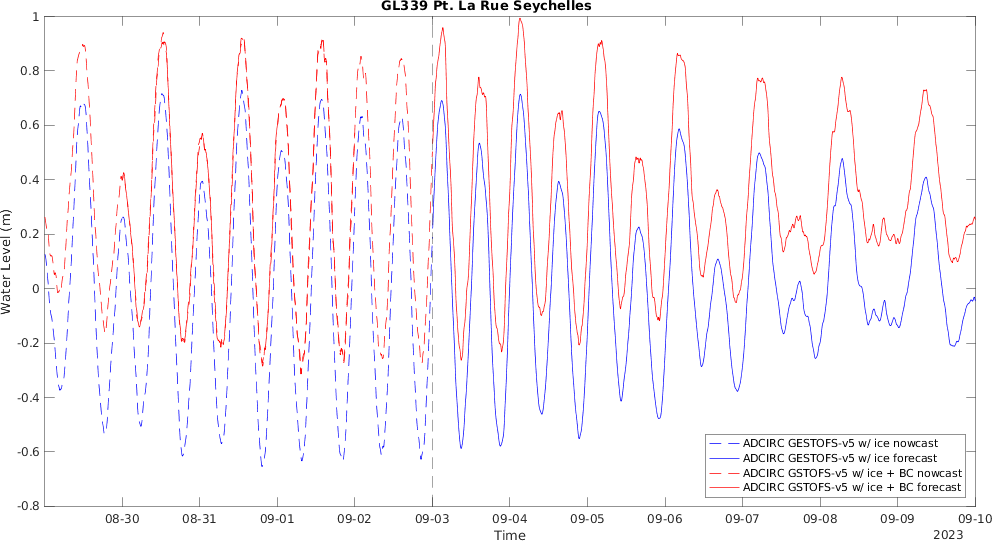 GL339 Pt. La Rue Seychelles
1
0.8
0.6
0.4
0.2
0
-0.2
-0.4
-0.6
-0.8
Water Level (m)
ADCIRC GESTOFS-v5 w/ ice nowcast
ADCIRC GESTOFS-v5 w/ ice forecast
ADCIRC GSTOFS-v5 w/ ice + BC nowcast
ADCIRC GSTOFS-v5 w/ ice + BC forecast
08-30 08-31 09-01 09-02 09-03 09-04 09-05 09-06 09-07 09-08 09-09 09-10
Time
2023